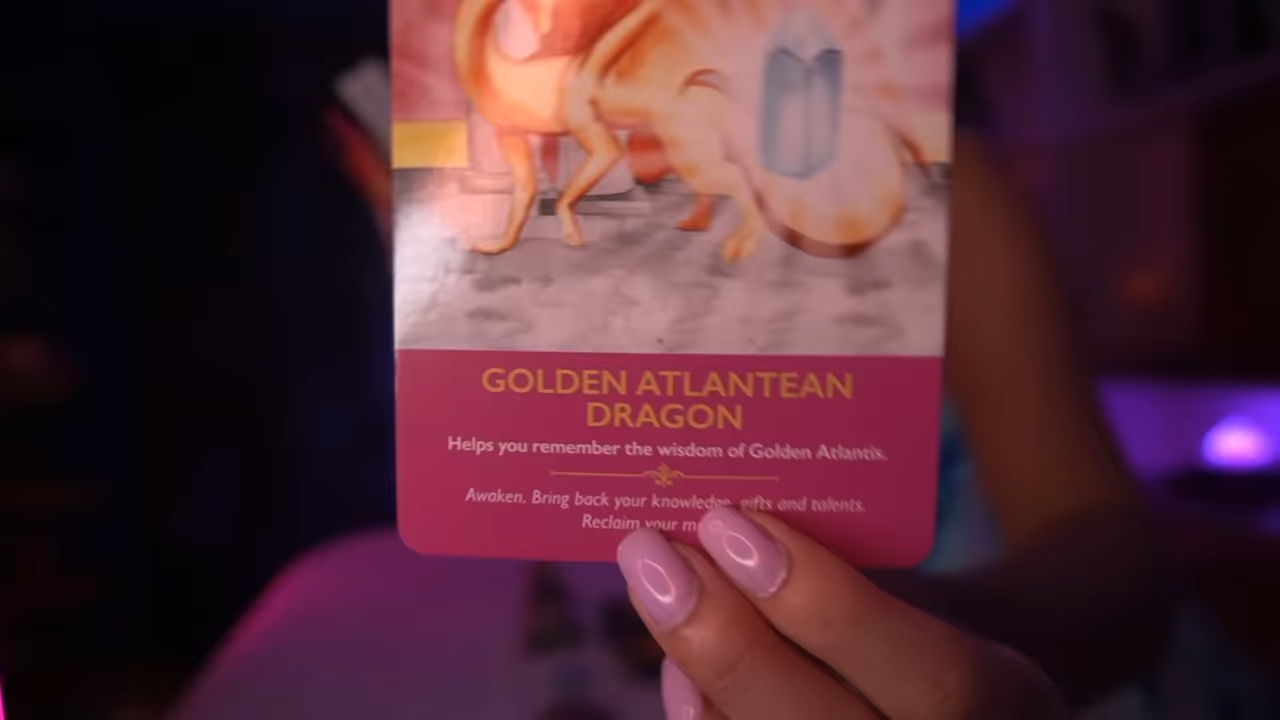 GOLDEN ATLANTEAN
DRAGON
Helps you remember the wisdom of Golden Atlantis.
Awaken. Bring back your knowledge, gifts and talents.
Reclaim your